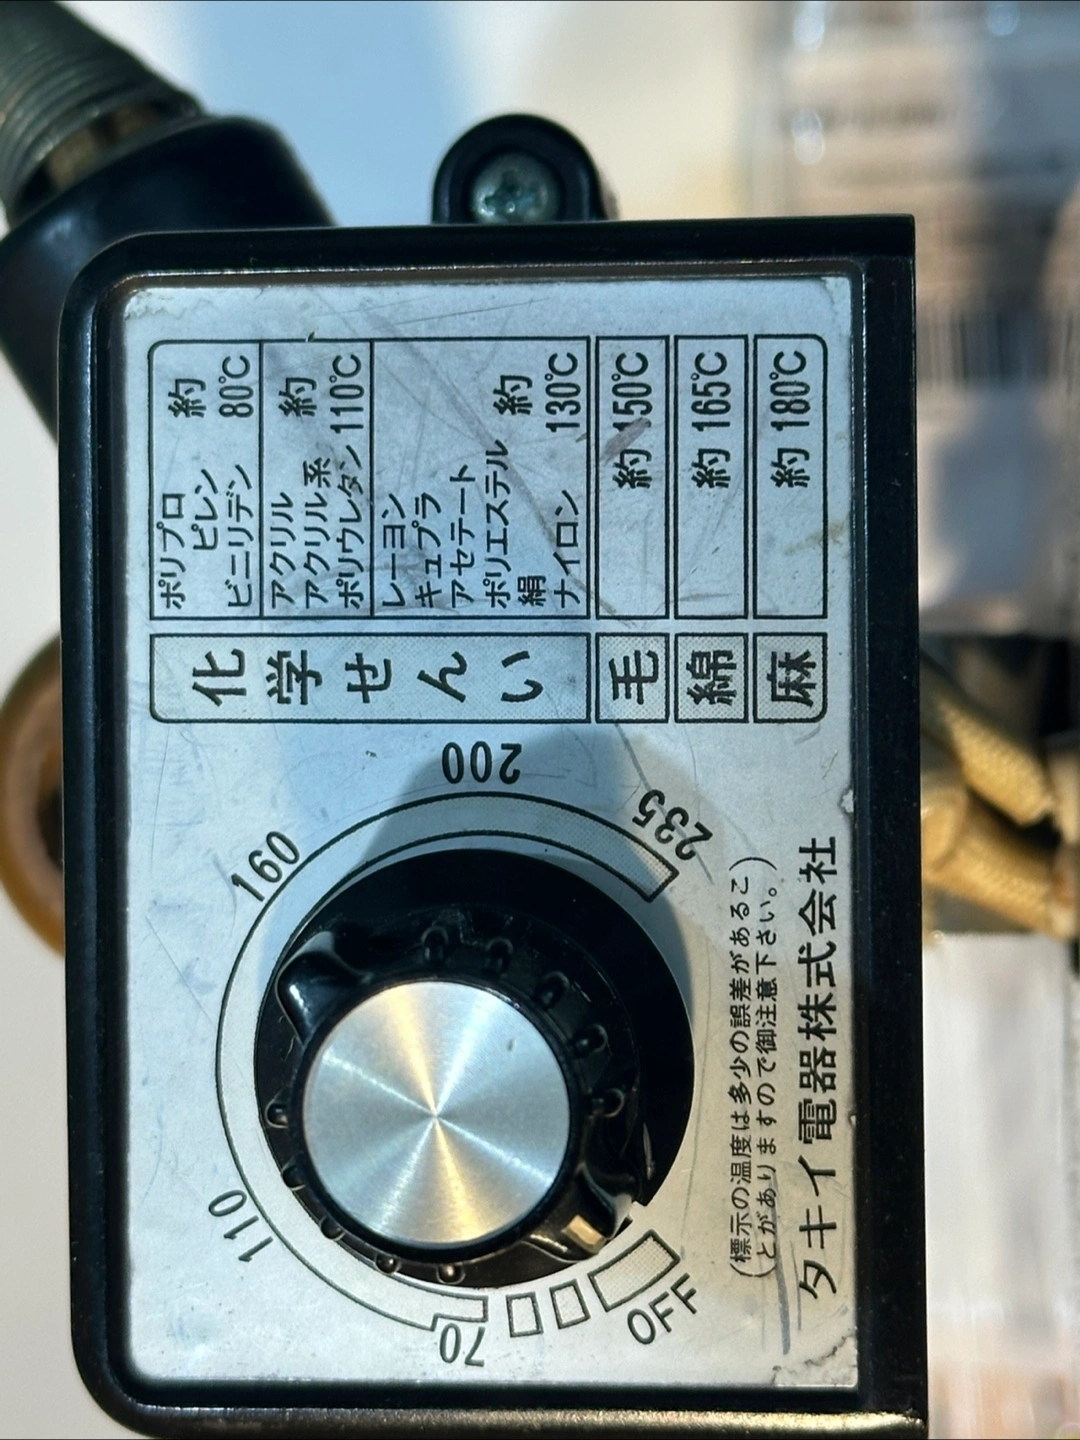 ポリプロ
ピレン
ビニリデン
約
80℃
アクリル
アクリル系
ポリウレタン
約
110℃
レーヨン
キュプラ
アセテート
ポリエステル
絹
ナイロン
約
130℃
約 150℃
約 165℃
約 180℃
化学せんい
毛
綿
麻
70
110
160
200
235
OFF
(標示の温度は多少の誤差があるこ
とがありますので御注意下さい。)
タキイ電器株式会社